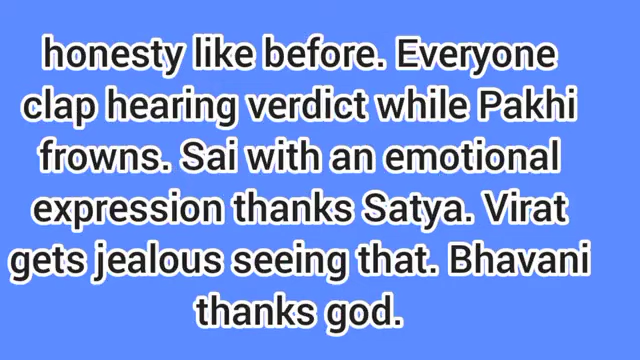 honesty like before. Everyone
clap hearing verdict while Pakhi
frowns. Sai with an emotional
expression thanks Satya. Virat
gets jealous seeing that. Bhavani
thanks god.